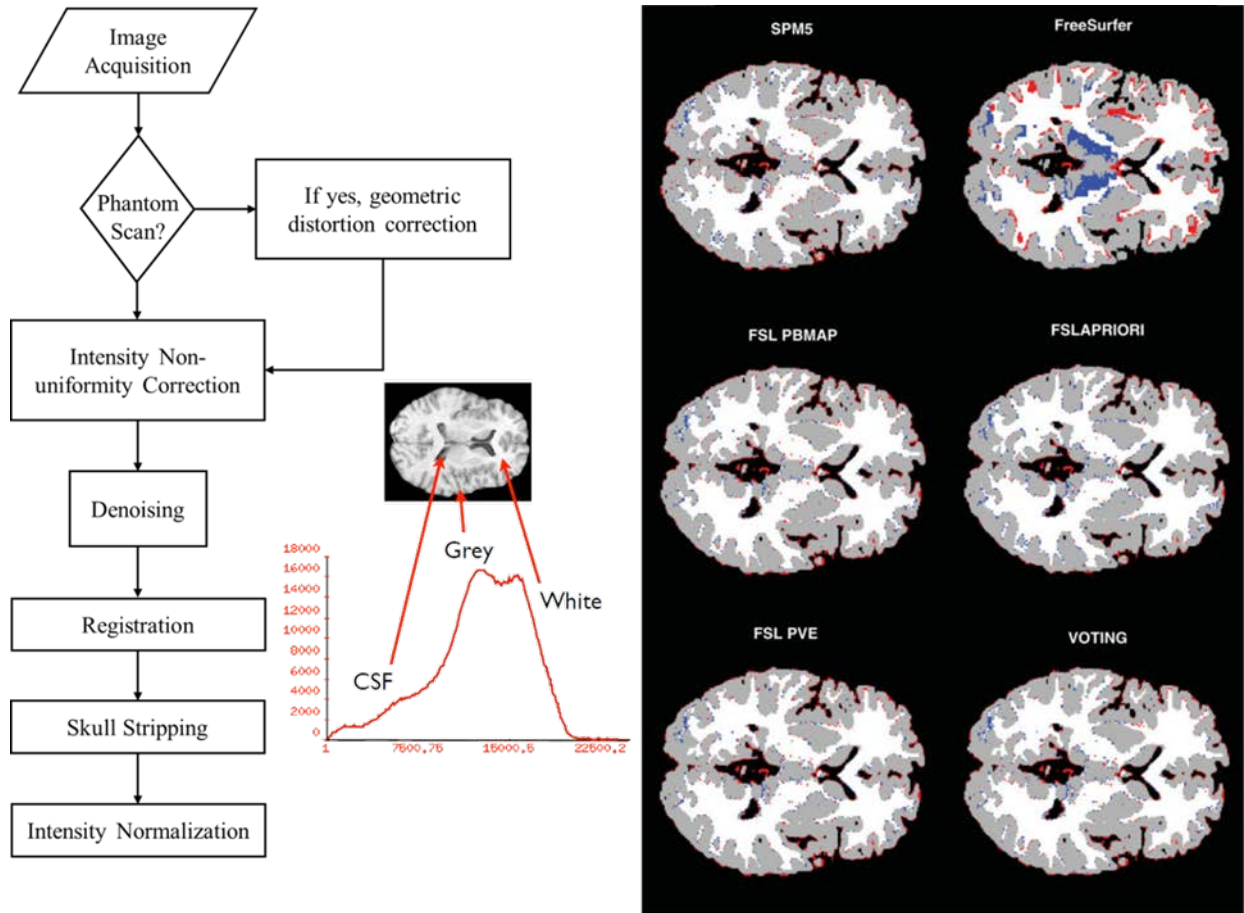 Image
Acquisition
Phantom
Scan?
If yes, geometric
distortion correction
Intensity Non-
uniformity Correction
Denoising
Registration
Skull Stripping
Intensity Normalization
Grey
White
CSF
18000
16000
14000
12000
10000
8000
6000
4000
2000
0
1
7500,75
15000,5
22500,2
SPM5
FreeSurfer
FSL PBMAP
FSLAPRIORI
FSL PVE
VOTING